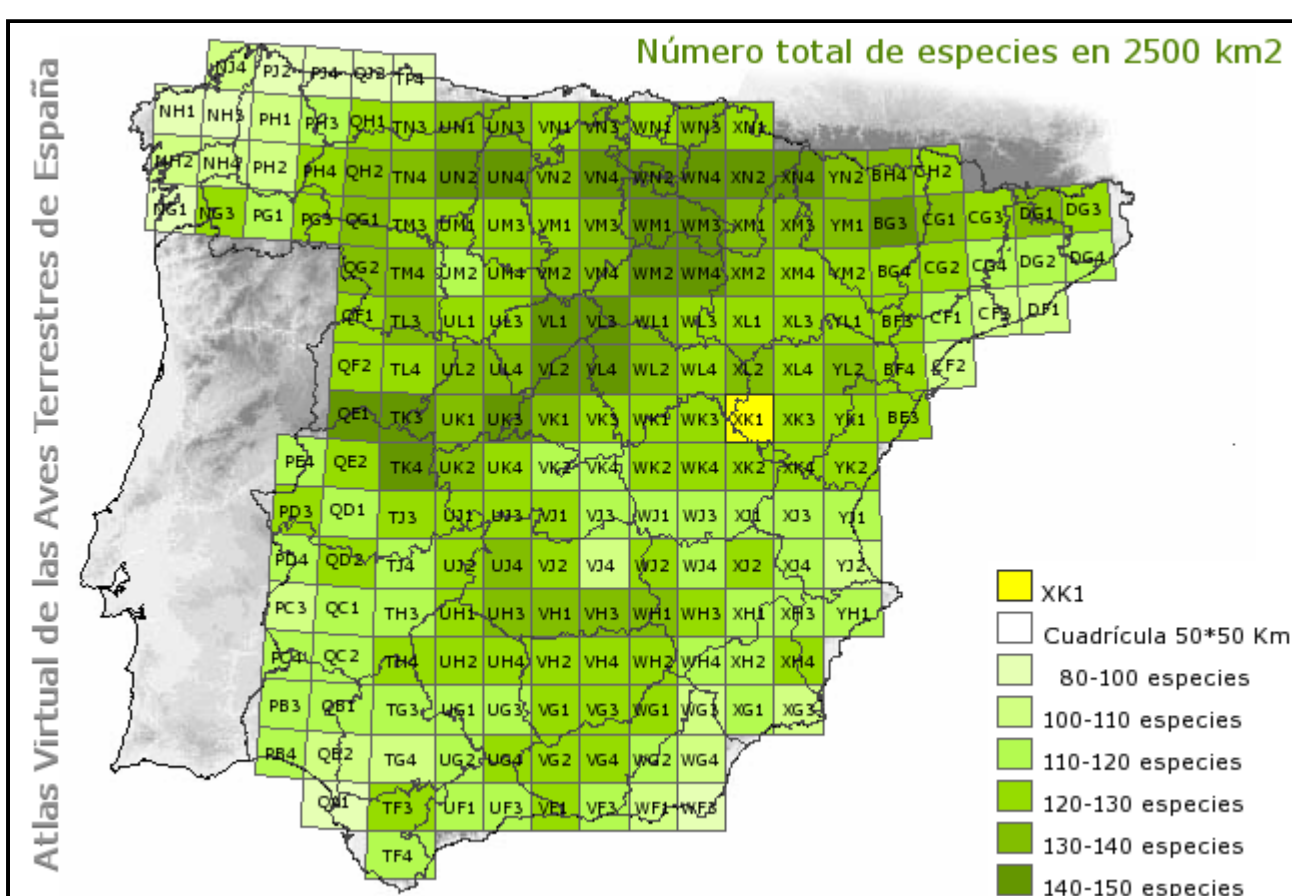 Atlas Virtual de las Aves Terrestres de España
Número total de especies en 2500 km2
NJ4 PJ2 PJ4 QJ2 TP4
NH1 NH3 PH1 PH3 QH1 TN3 UN1 UN3 VN1 VN3 WN1 WN3 XN1
NH2 NH4 PH2 PH4 QH2 TN4 UN2 UN4 VN2 VN4 WN2 WN4 XN2 XN4 YN2 BH4 CH2
NG1 NG3 PG1 PG3 QG1 TM3 UM1 UM3 VM1 VM3 WM1 WM3 XM1 XM3 YM1 BG3 CG1 CG3 DG1 DG3
QG2 TM4 UM2 UM4 VM2 VM4 WM2 WM4 XM2 XM4 YM2 BG4 CG2 CG4 DG2 DG4
QF1 TL3 UL1 UL3 VL1 VL3 WL1 WL3 XL1 XL3 YL1 BF3 CF1 CF3 DF1
QF2 TL4 UL2 UL4 VL2 VL4 WL2 WL4 XL2 XL4 YL2 BF4 CF2
QE1 TK3 UK1 UK3 VK1 VK3 WK1 WK3 XK1 XK3 YK1 BE3
PE4 QE2 TK4 UK2 UK4 VK2 VK4 WK2 WK4 XK2 XK4 YK2
PD3 QD1 TJ3 UJ1 UJ3 VJ1 VJ3 WJ1 WJ3 XJ1 XJ3 YJ1
PD4 QD2 TJ4 UJ2 UJ4 VJ2 VJ4 WJ2 WJ4 XJ2 XJ4 YJ2
PC3 QC1 TH3 UH1 UH3 VH1 VH3 WH1 WH3 XH1 XH3 YH1
PC4 QC2 TH4 UH2 UH4 VH2 VH4 WH2 WH4 XH2 XH4
PB3 QB1 TG3 UG1 UG3 VG1 VG3 WG1 WG3 XG1 XG3
PB4 QB2 TG4 UG2 UG4 VG2 VG4 WG2 WG4
QA1 TF3 UF1 UF3 VF1 VF3 WF1 WF3
TF4
XK1
Cuadrícula 50*50 Km
80-100 especies
100-110 especies
110-120 especies
120-130 especies
130-140 especies
140-150 especies